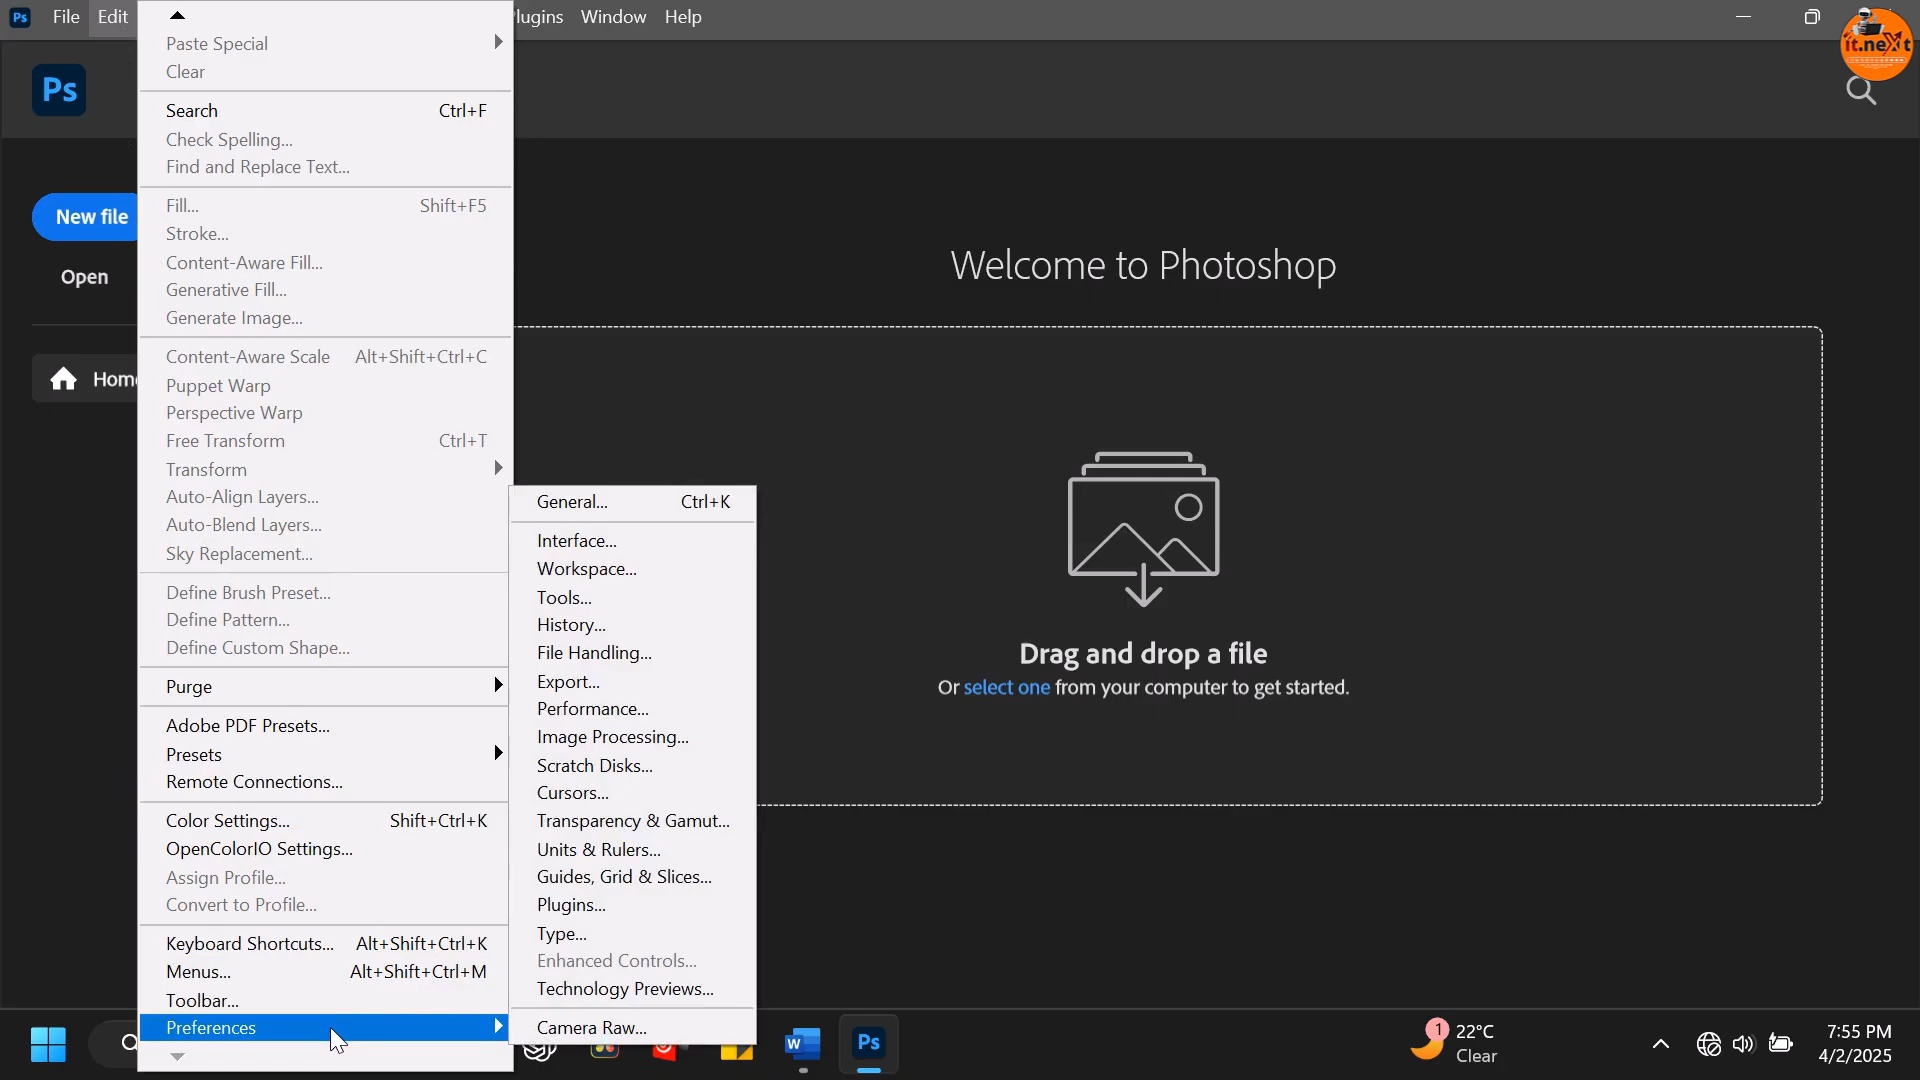 Ps File Edit Plugins Window Help
it.neXt
Ps
New file
Open
Home
Paste Special
Clear
Search Ctrl+F
Check Spelling...
Find and Replace Text...
Fill... Shift+F5
Stroke...
Content-Aware Fill...
Generative Fill...
Generate Image...
Content-Aware Scale Alt+Shift+Ctrl+C
Puppet Warp
Perspective Warp
Free Transform Ctrl+T
Transform
Auto-Align Layers...
Auto-Blend Layers...
Sky Replacement...
Define Brush Preset...
Define Pattern...
Define Custom Shape...
Purge
Adobe PDF Presets...
Presets
Remote Connections...
Color Settings... Shift+Ctrl+K
OpenColorIO Settings...
Assign Profile...
Convert to Profile...
Keyboard Shortcuts... Alt+Shift+Ctrl+K
Menus... Alt+Shift+Ctrl+M
Toolbar...
Preferences
General... Ctrl+K
Interface...
Workspace...
Tools...
History...
File Handling...
Export...
Performance...
Image Processing...
Scratch Disks...
Cursors...
Transparency & Gamut...
Units & Rulers...
Guides, Grid & Slices...
Plugins...
Type...
Enhanced Controls...
Technology Previews...
Camera Raw...
Welcome to Photoshop
Drag and drop a file
Or select one from your computer to get started.
W
Ps
1
22°C
Clear
7:55 PM
4/2/2025